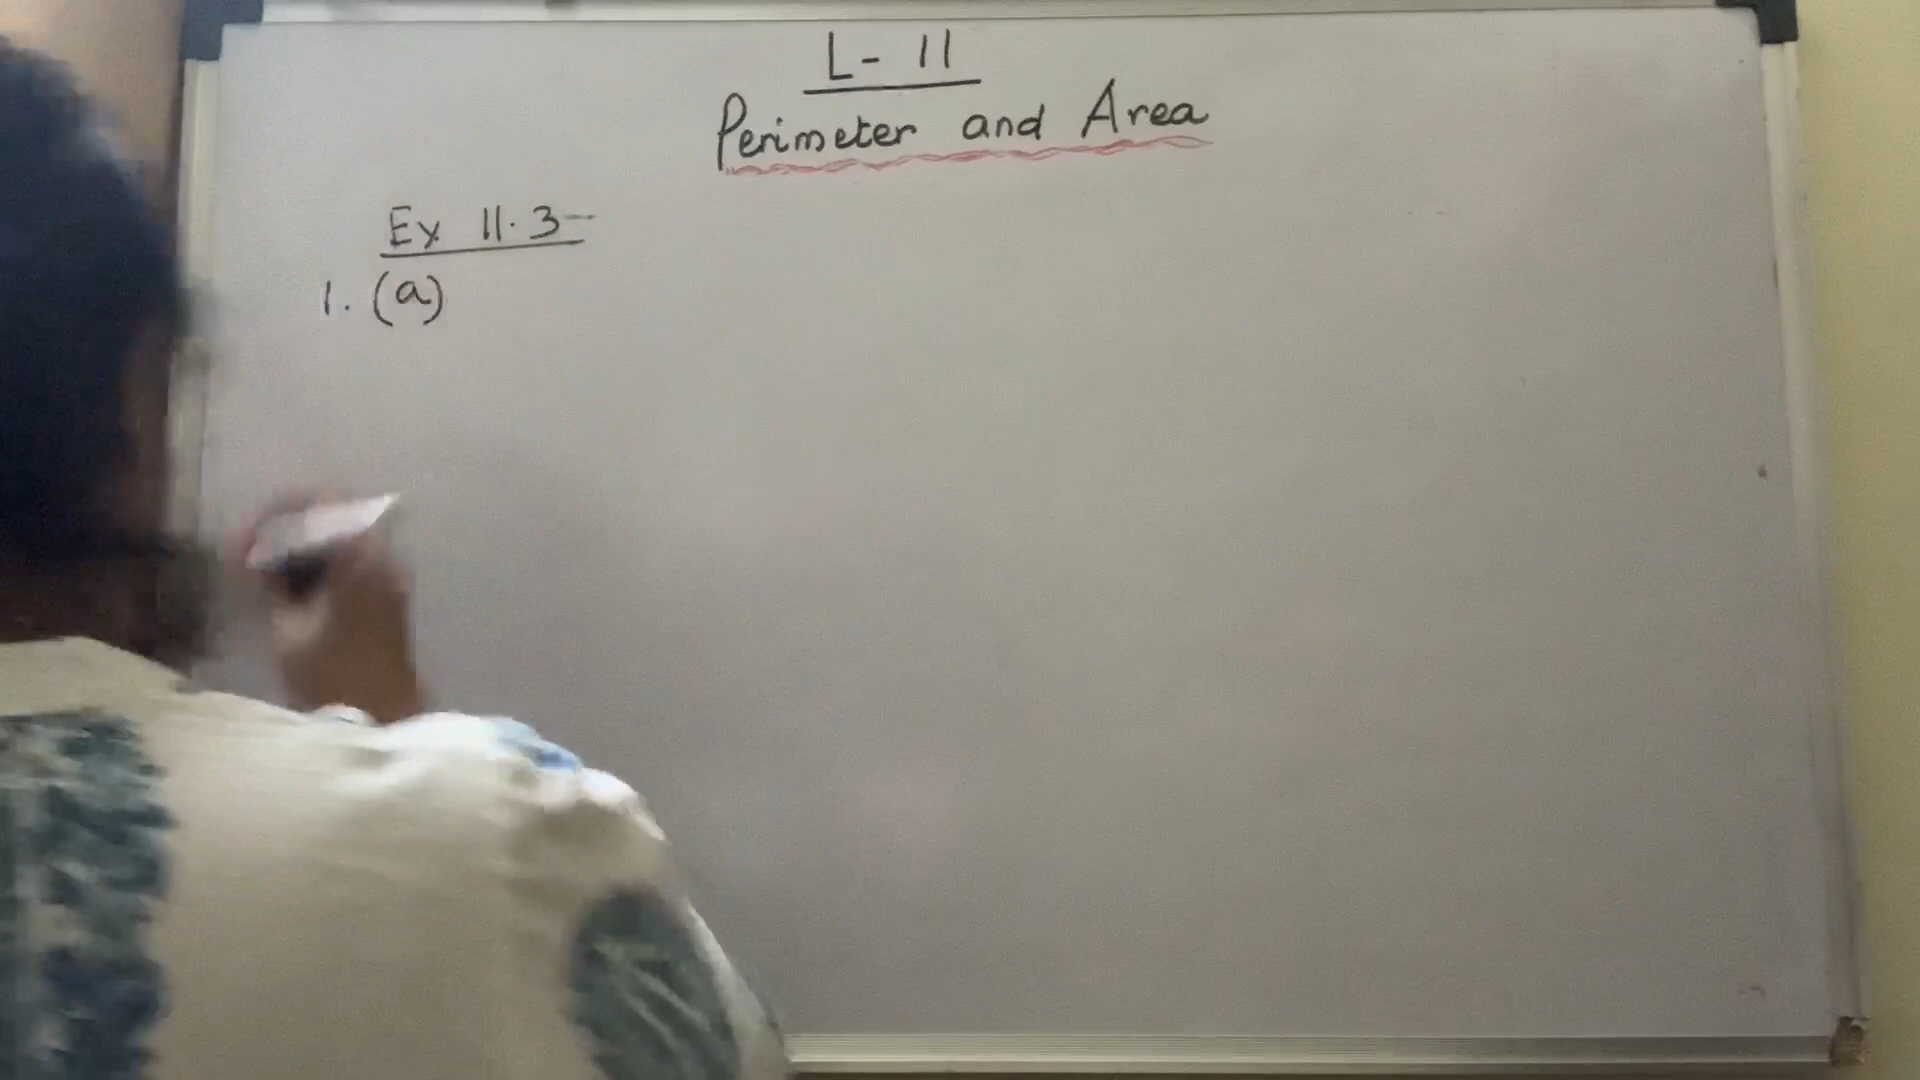 L- 11
Perimeter and Area
Ex 11.3-
1. (a)